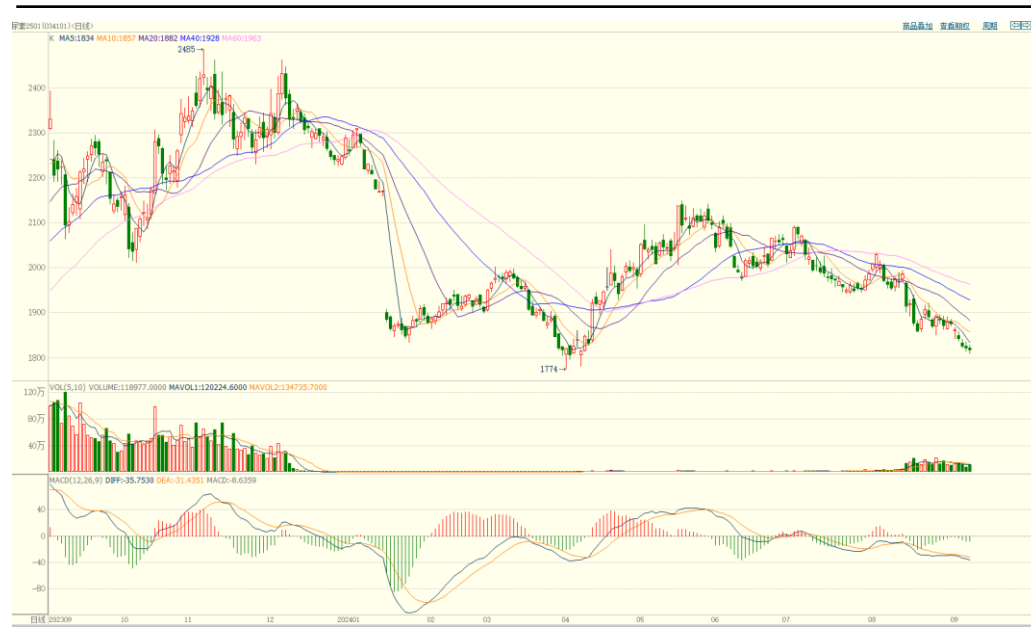 尿素2501(034101)<日线>
商品叠加 查看期权 周期
K MA5:1834 MA10:1857 MA20:1882 MA40:1928 MA60:1963
2485→
2400
2300
2200
2100
2000
1900
1800
1774→
VOL(5,10) VOLUME:118977.0000 MAVOL1:120224.6000 MAVOL2:134735.7000
120万
80万
40万
MACD(12,26,9) DIFF:-35.7530 DEA:-31.4351 MACD:-8.6359
40
0
-40
-80
日线 202309 10 11 12 202401 02 03 04 05 06 07 08 09